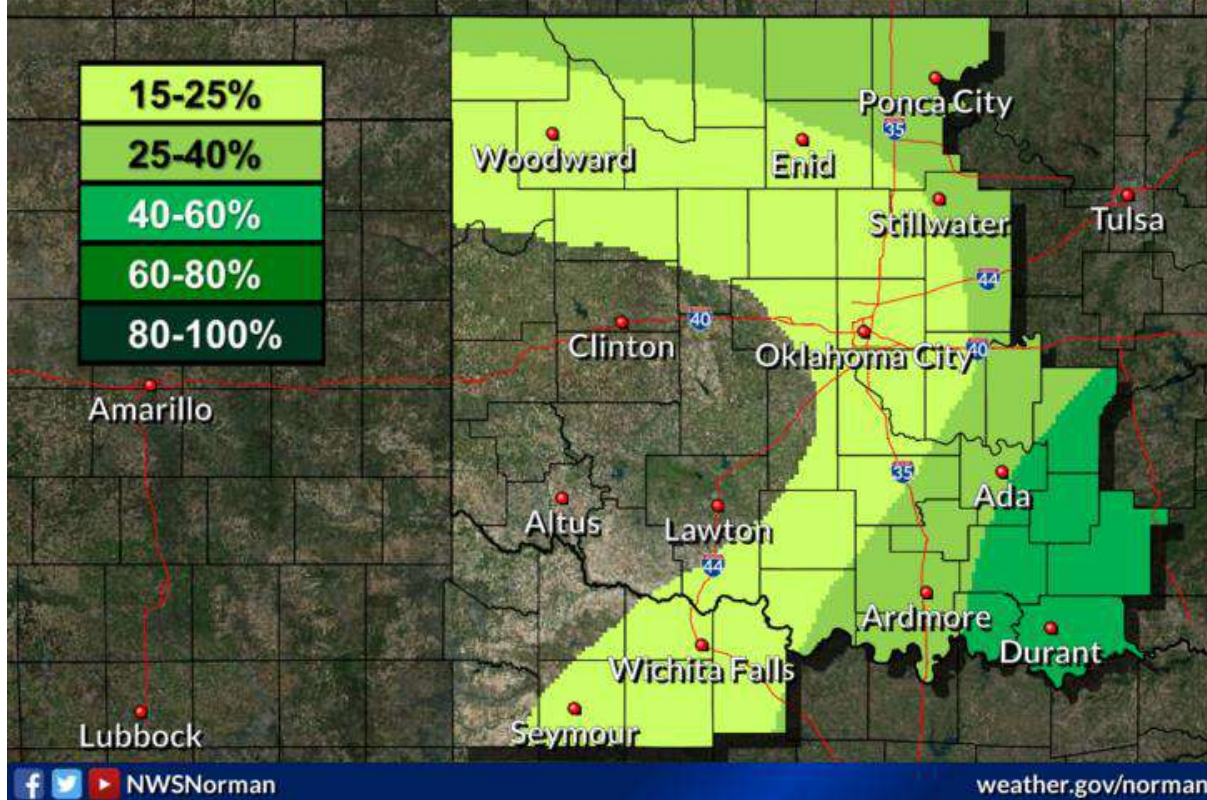 15-25%
25-40%
40-60%
60-80%
80-100%
Ponca City
35
Woodward
Enid
Stillwater
Tulsa
44
40
Clinton
Oklahoma City
40
Amarillo
35
Ada
Altus
Lawton
44
Ardmore
Durant
Wichita Falls
Seymour
Lubbock
NWSNorman
weather.gov/norman